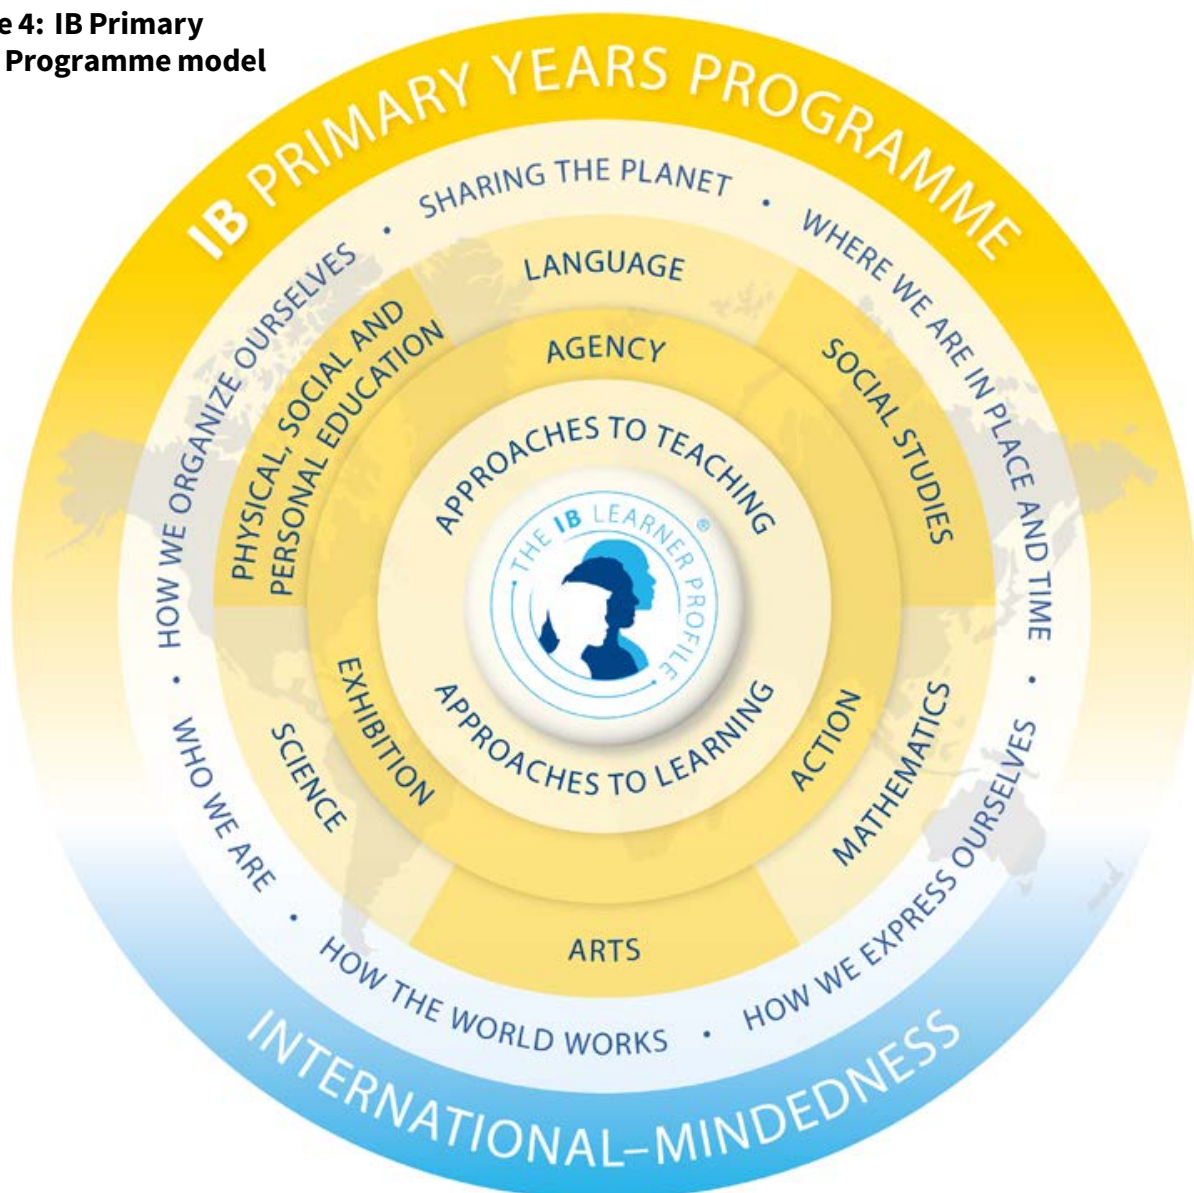 e 4: IB Primary
Programme model
IB PRIMARY YEARS PROGRAMME
SHARING THE PLANET
•
WHERE WE ARE IN PLACE AND TIME
•
HOW WE EXPRESS OURSELVES
•
HOW THE WORLD WORKS
•
WHO WE ARE
•
HOW WE ORGANIZE OURSELVES
•
LANGUAGE
SOCIAL STUDIES
MATHEMATICS
ARTS
SCIENCE
PHYSICAL, SOCIAL AND
PERSONAL EDUCATION
AGENCY
ACTION
EXHIBITION
APPROACHES TO TEACHING
APPROACHES TO LEARNING
• THE IB LEARNER PROFILE • ®
INTERNATIONAL–MINDEDNESS